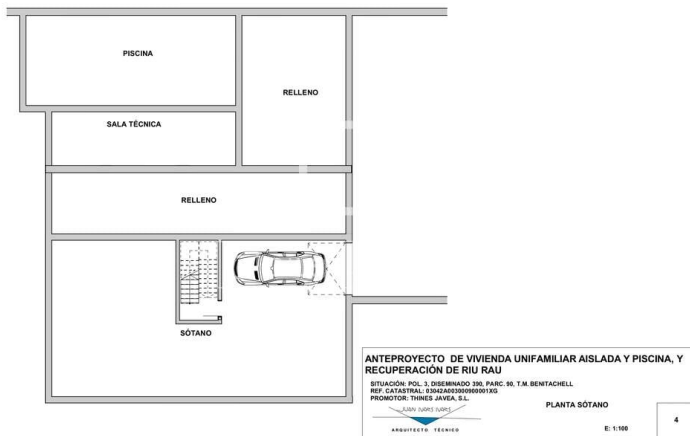 PISCINA
RELLENO
SALA TÉCNICA
RELLENO
SÓTANO
ANTEPROYECTO DE VIVIENDA UNIFAMILIAR AISLADA Y PISCINA, Y
RECUPERACIÓN DE RIU RAU
SITUACIÓN: POL. 3, DISEMINADO 390, PARC. 90, T.M. BENITACHELL
REF. CATASTRAL: 03042A003000900001XG
PROMOTOR: THINES JAVEA, S.L.
PLANTA SÓTANO
JUAN
ARQUITECTO TÉCNICO
E: 1:100
4